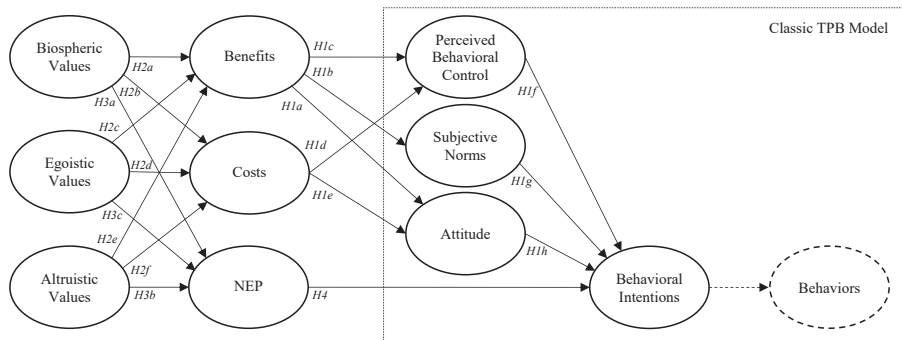 Classic TPB Model
Biospheric
Values
Benefits
Perceived
Behavioral
Control
H1c
H1b
H1a
H2a
H2b
H3a
H1f
H2c
Egoistic
Values
H2d
Costs
H1d
H1e
Subjective
Norms
H1g
H3c
H2e
Attitude
H1h
Altruistic
Values
H2f
H3b
NEP
H4
Behavioral
Intentions
Behaviors